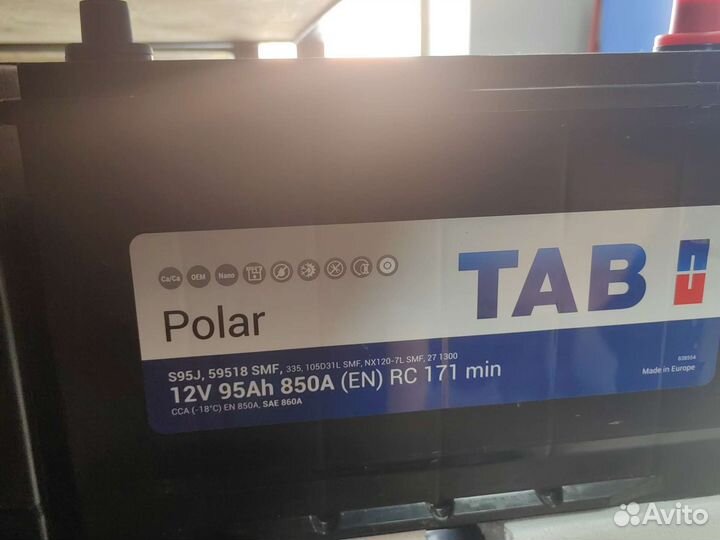 Ca/Ca OEM Nano
TAB
Polar
S95J, 59518 SMF, 335, 105D31L SMF, NX120-7L SMF, 27 1300
12V 95Ah 850A (EN) RC 171 min
CCA (-18°C) EN 850A, SAE 860A
838554
Made in Europe
Avito